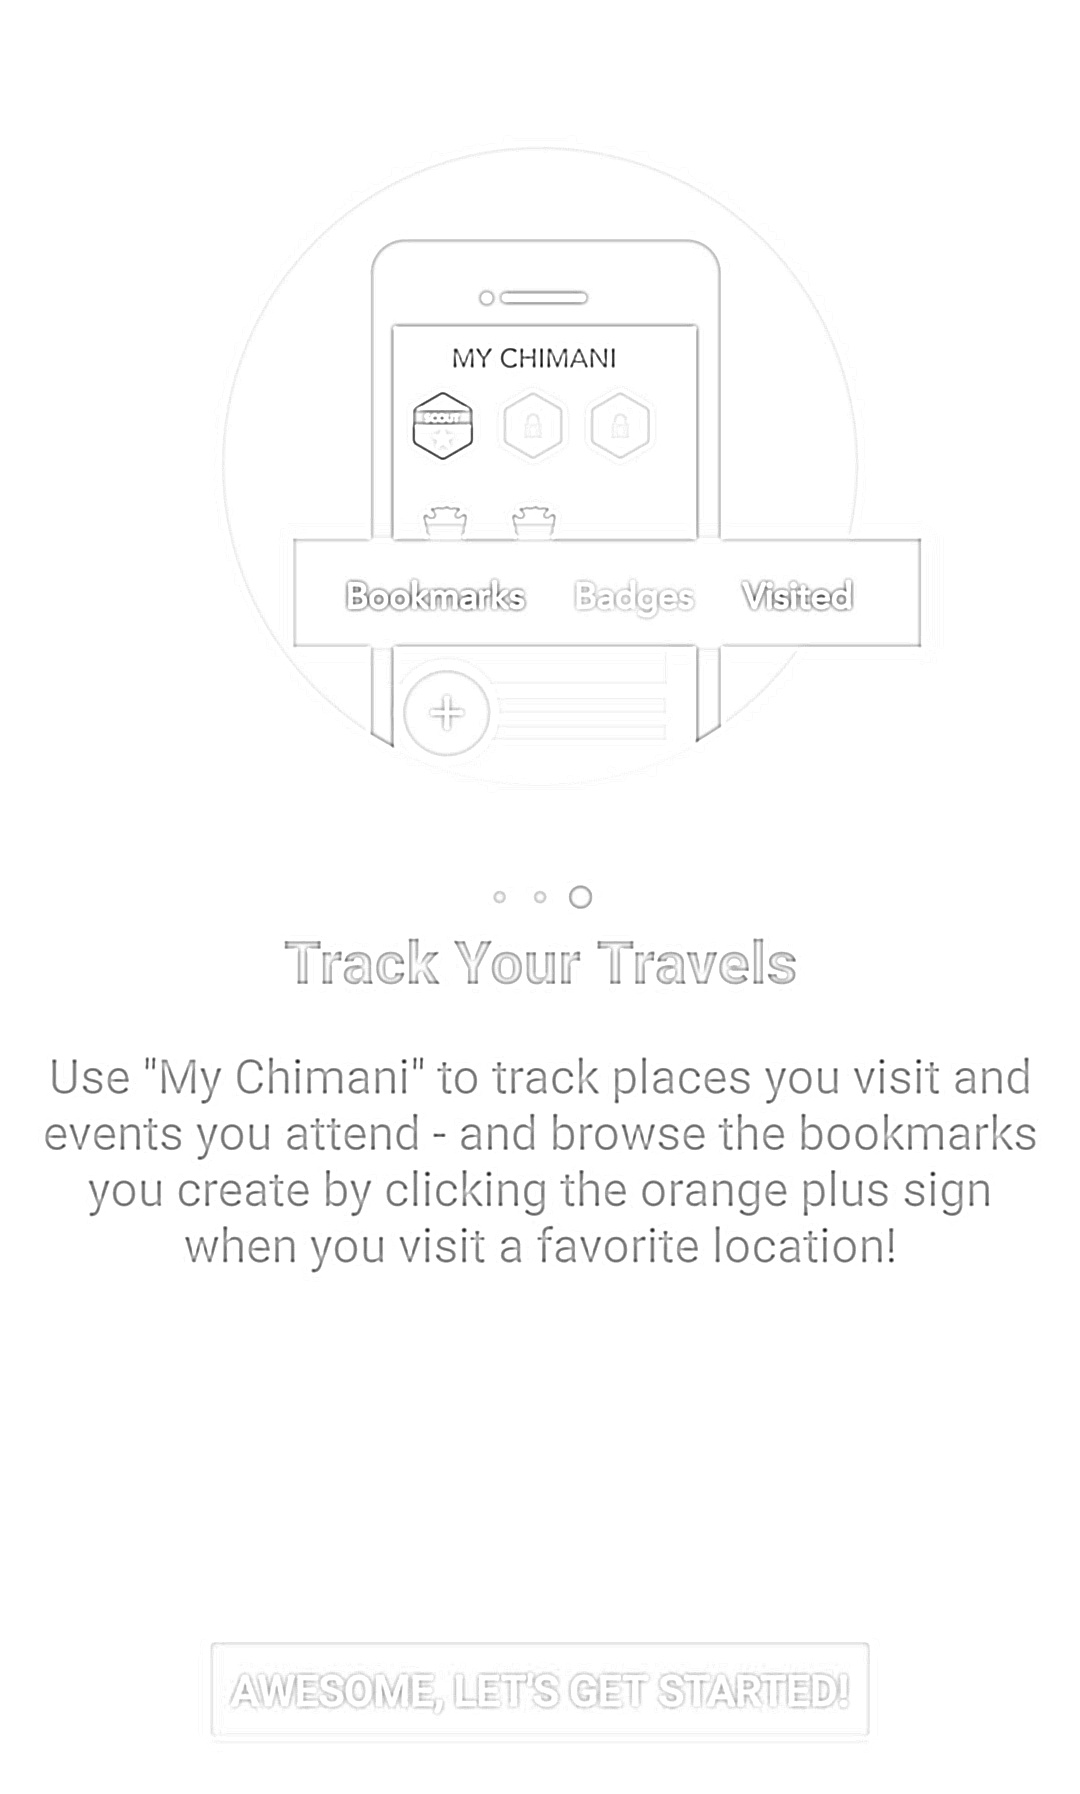 MY CHIMANI
SCOUT
Bookmarks Badges Visited
Track Your Travels
Use "My Chimani" to track places you visit and
events you attend - and browse the bookmarks
you create by clicking the orange plus sign
when you visit a favorite location!
AWESOME, LET'S GET STARTED!